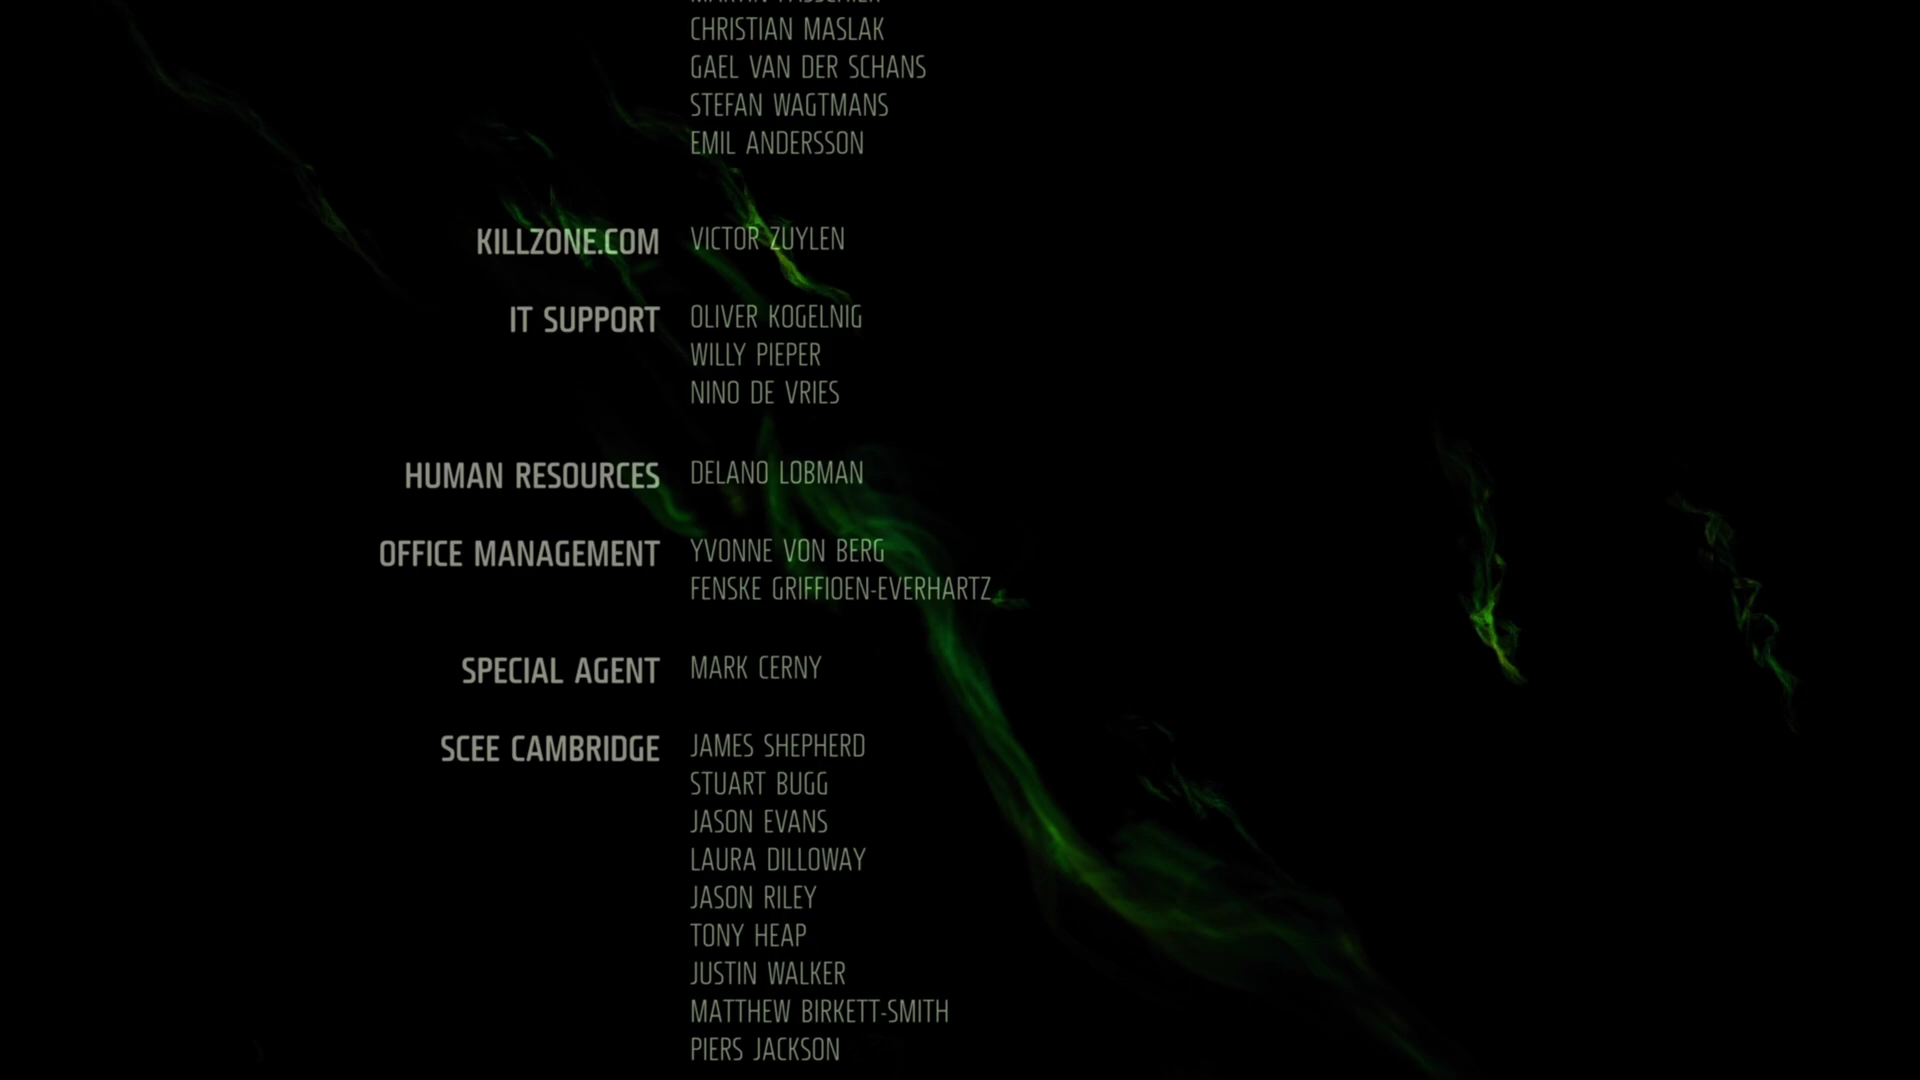 CHRISTIAN MASLAK
GAEL VAN DER SCHANS
STEFAN WAGTMANS
EMIL ANDERSSON
KILLZONE.COM VICTOR ZUYLEN
IT SUPPORT OLIVER KOGELNIG
WILLY PIEPER
NINO DE VRIES
HUMAN RESOURCES DELANO LOBMAN
OFFICE MANAGEMENT YVONNE VON BERG
FENSKE GRIFFIOEN-EVERHARTZ
SPECIAL AGENT MARK CERNY
SCEE CAMBRIDGE JAMES SHEPHERD
STUART BUGG
JASON EVANS
LAURA DILLOWAY
JASON RILEY
TONY HEAP
JUSTIN WALKER
MATTHEW BIRKETT-SMITH
PIERS JACKSON